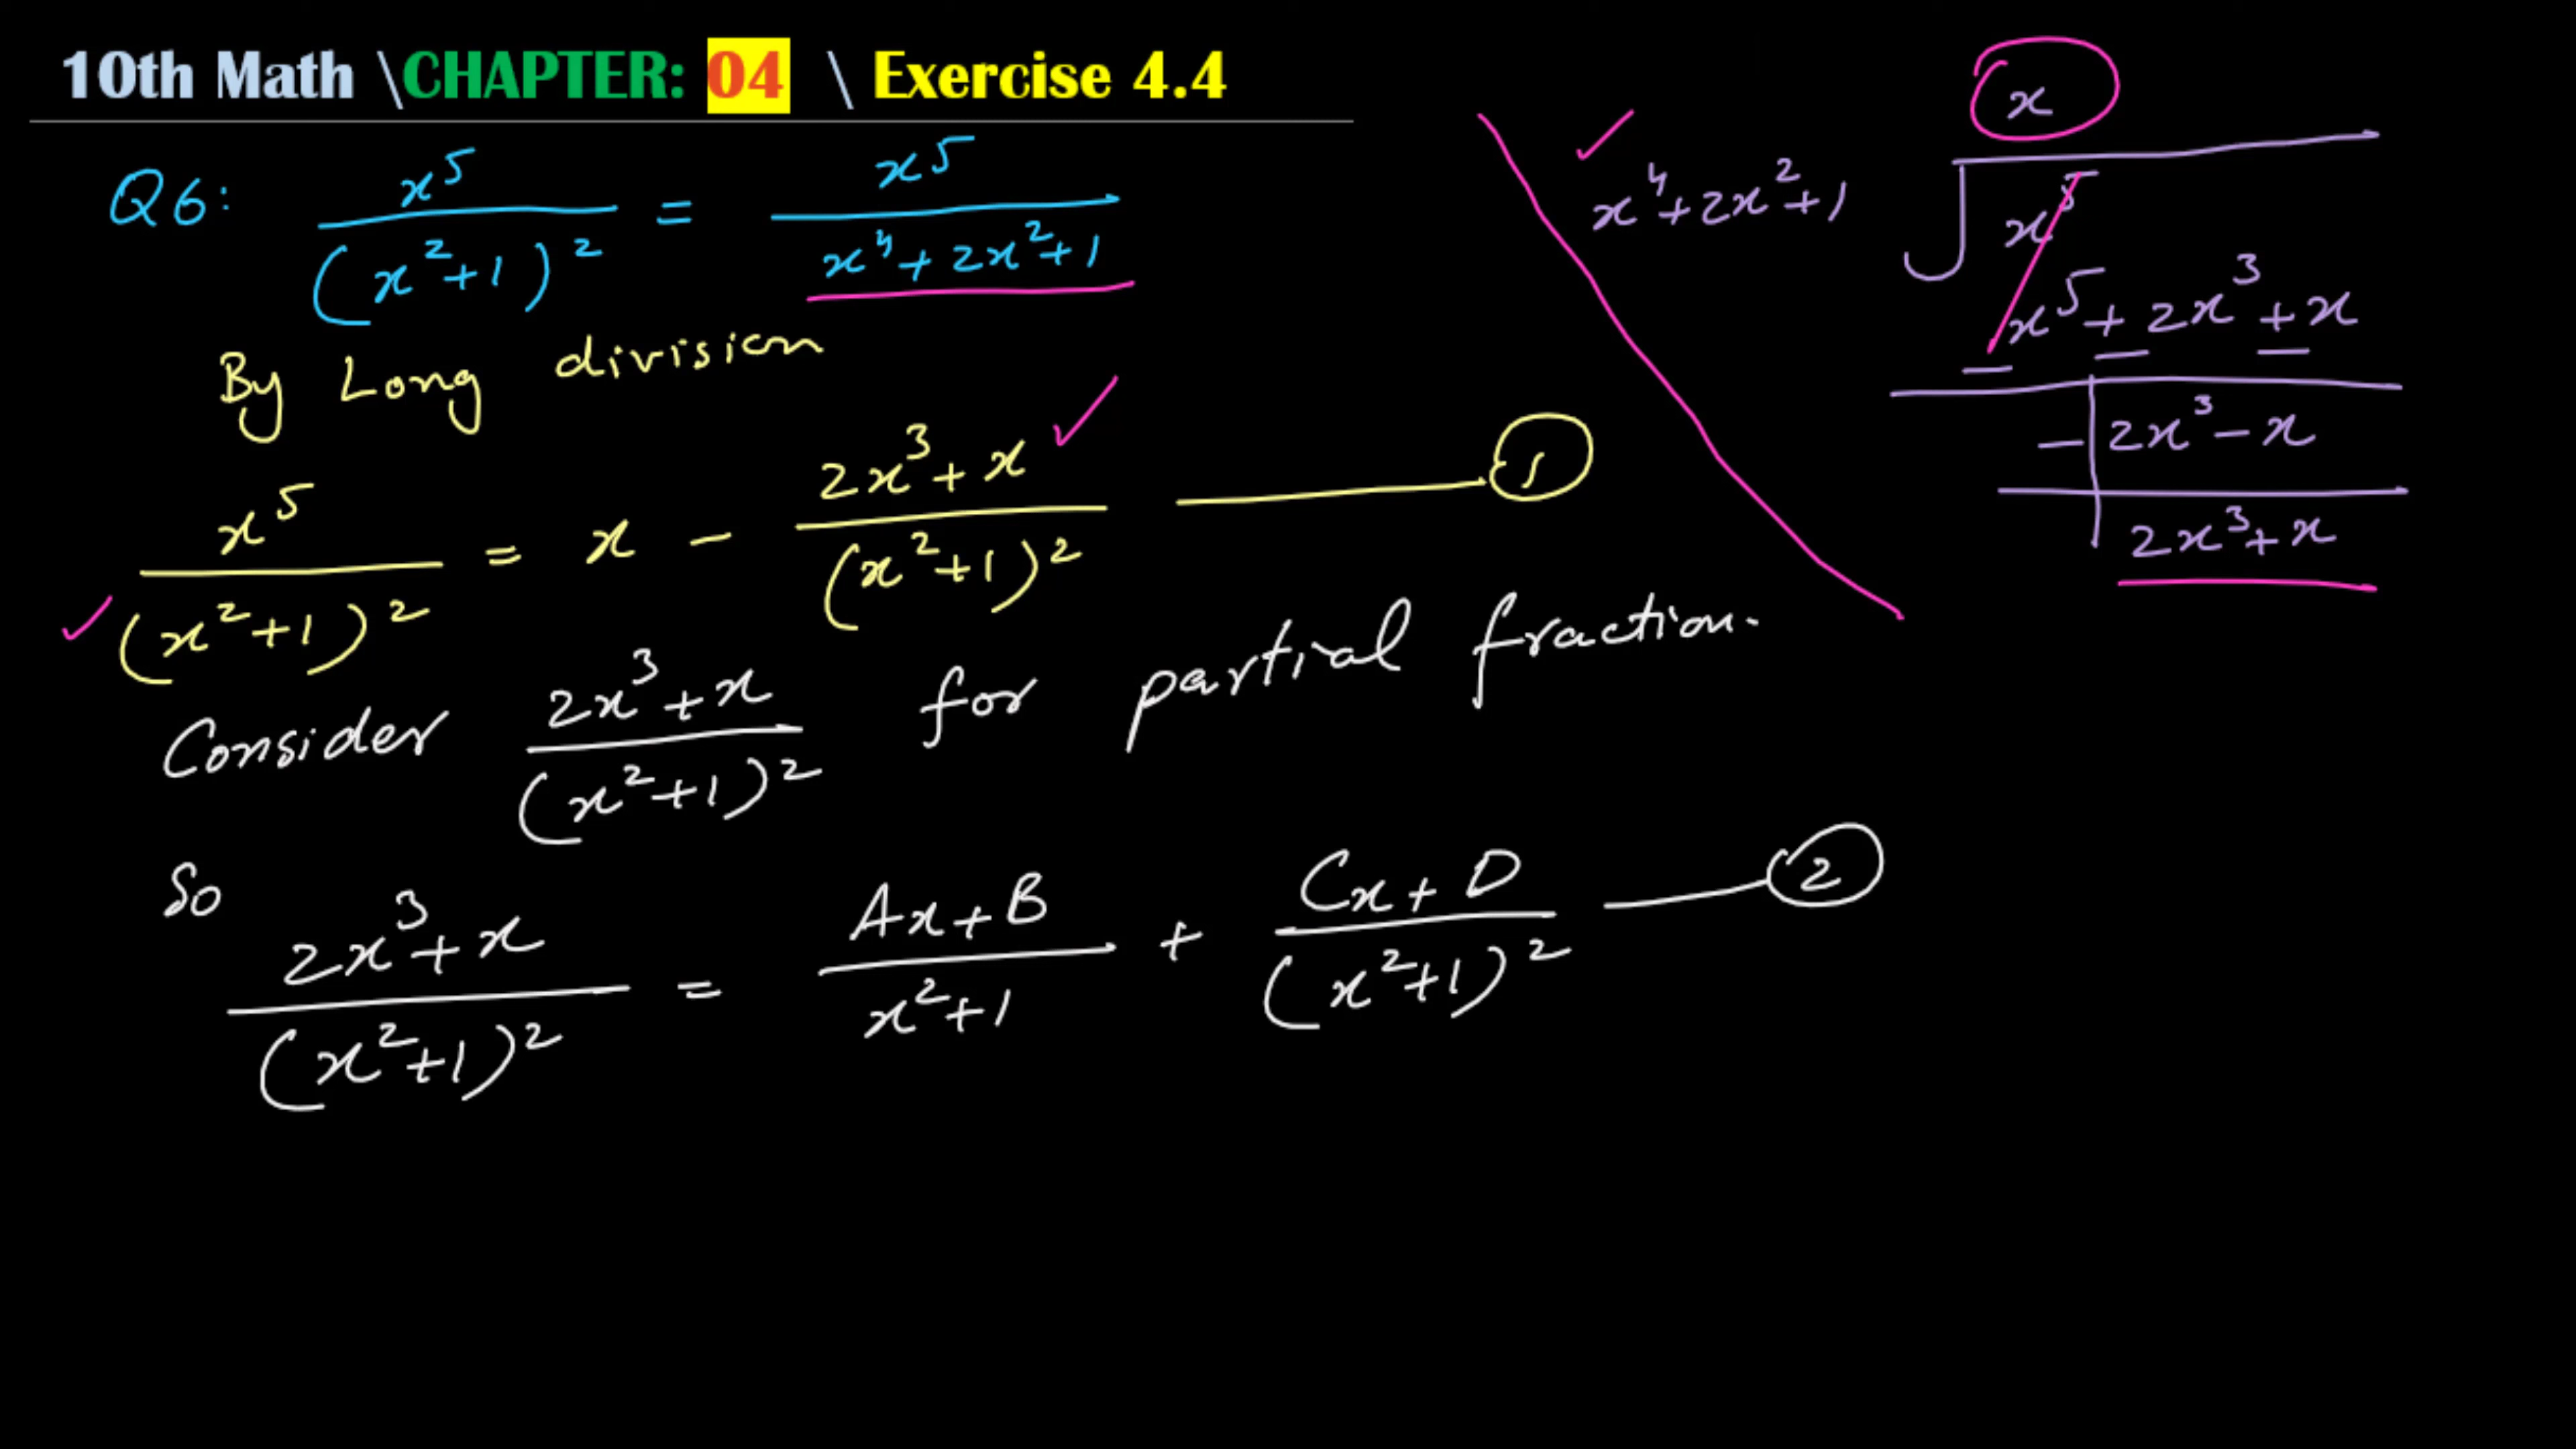 10th Math \CHAPTER: 04 \ Exercise 4.4
Q6: x^5/(x^2+1)^2 = x^5/(x^4+2x^2+1)
By Long division
x^5/(x^2+1)^2 = x - (2x^3+x)/(x^2+1)^2 ——— ①
Consider (2x^3+x)/(x^2+1)^2 for partial fraction.
So
(2x^3+x)/(x^2+1)^2 = (Ax+B)/(x^2+1) + (Cx+D)/(x^2+1)^2 ——— ②
x
x^4+2x^2+1 √ x^5
x^5+2x^3+x
- - -
- 2x^3-x
2x^3+x